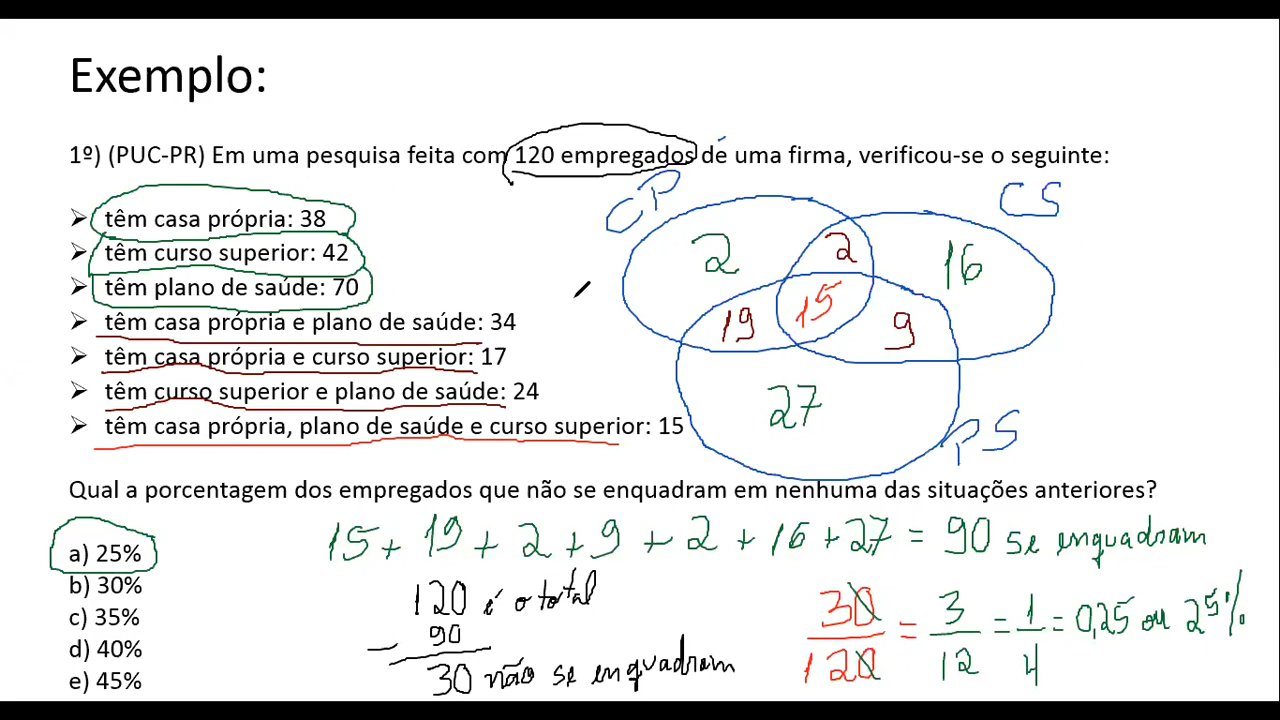 Exemplo:
1º) (PUC-PR) Em uma pesquisa feita com 120 empregados de uma firma, verificou-se o seguinte:
➢ têm casa própria: 38
➢ têm curso superior: 42
➢ têm plano de saúde: 70
➢ têm casa própria e plano de saúde: 34
➢ têm casa própria e curso superior: 17
➢ têm curso superior e plano de saúde: 24
➢ têm casa própria, plano de saúde e curso superior: 15
CP CS
2 2 16
19 15 9
27
PS
Qual a porcentagem dos empregados que não se enquadram em nenhuma das situações anteriores?
15 + 19 + 2 + 9 + 2 + 16 + 27 = 90 se enquadram
a) 25%
b) 30%
c) 35%
d) 40%
e) 45%
120 é o total
- 90
30 não se enquadram
30/120 = 3/12 = 1/4 = 0,25 ou 25%